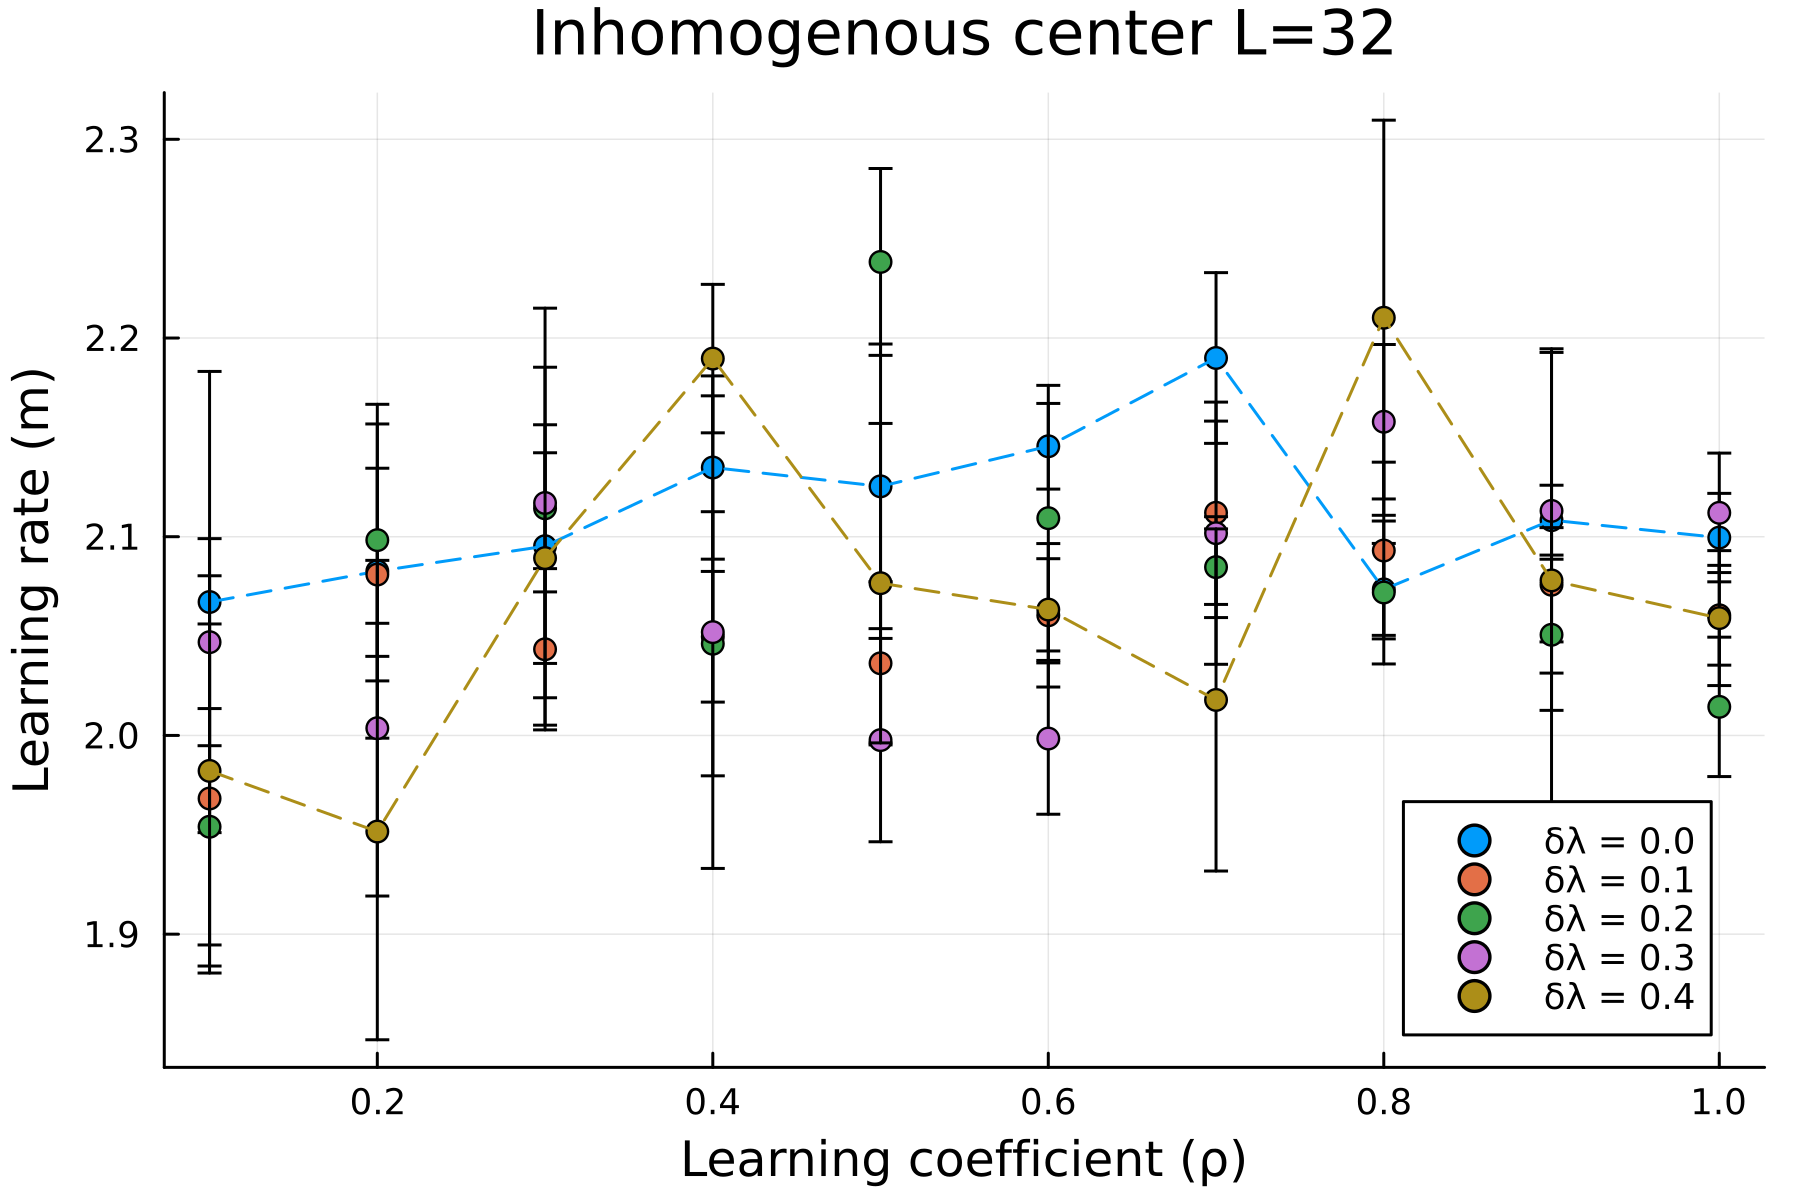 Inhomogenous center L=32
Learning rate (m)
2.3
2.2
2.1
2.0
1.9
0.2
0.4
0.6
0.8
1.0
Learning coefficient (ρ)
δλ = 0.0
δλ = 0.1
δλ = 0.2
δλ = 0.3
δλ = 0.4